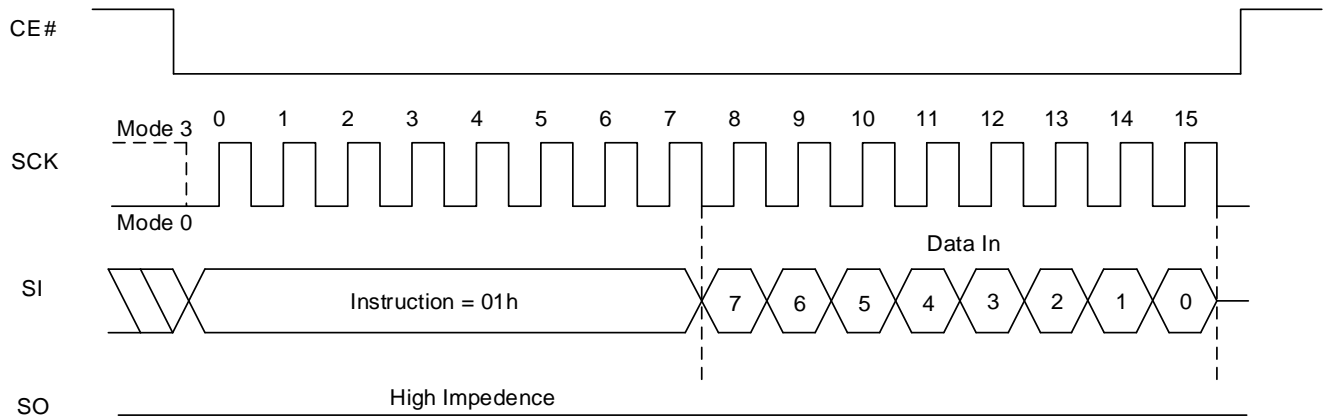 CE#
0 1 2 3 4 5 6 7 8 9 10 11 12 13 14 15
Mode 3
SCK
Mode 0
Data In
SI
Instruction = 01h
7 6 5 4 3 2 1 0
High Impedence
SO